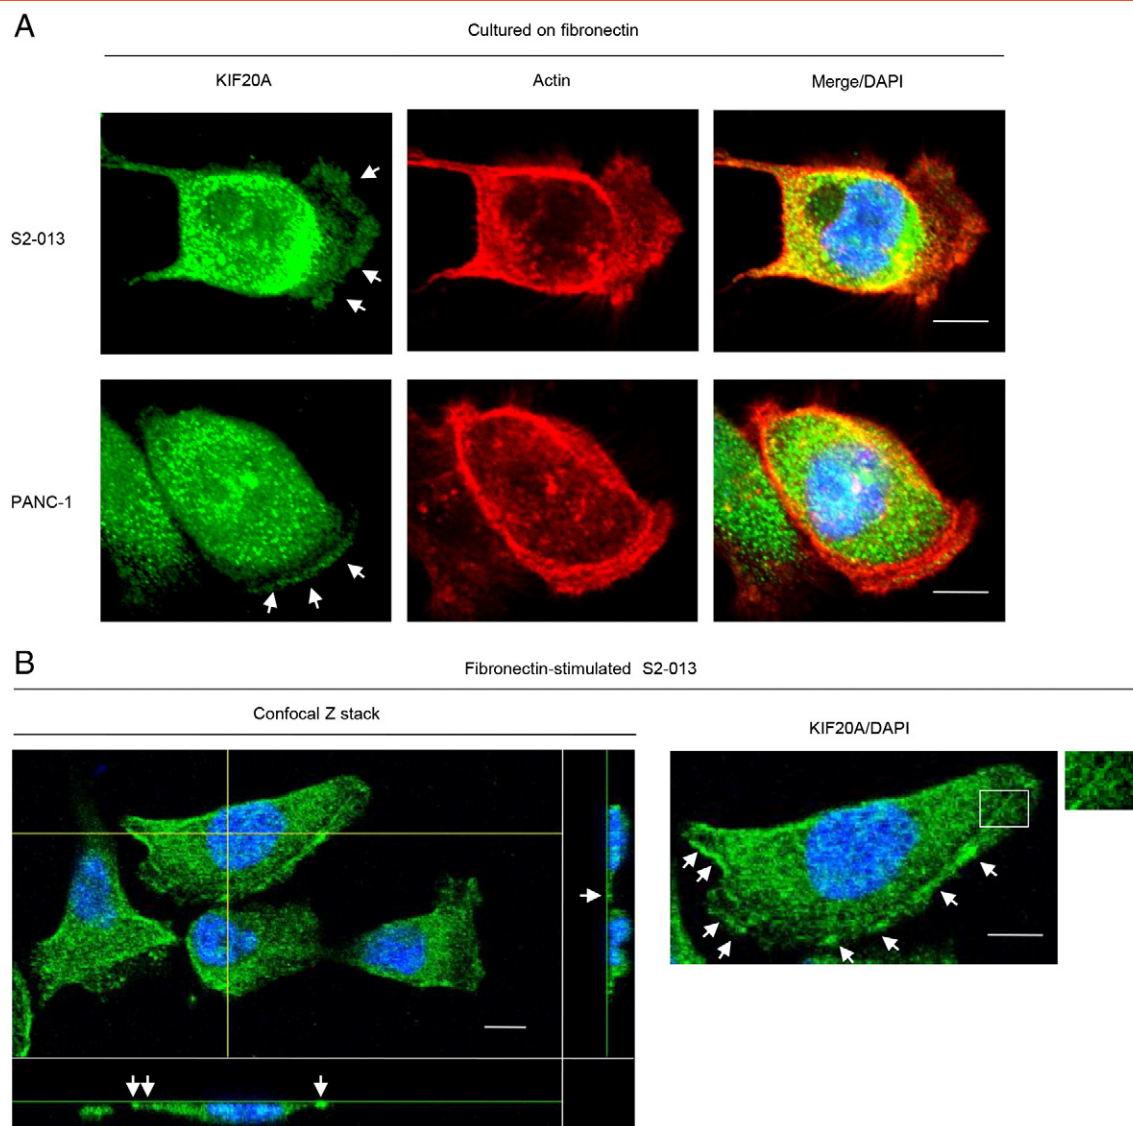 A
Cultured on fibronectin
KIF20A Actin Merge/DAPI
S2-013
PANC-1
B
Fibronectin-stimulated S2-013
Confocal Z stack
KIF20A/DAPI